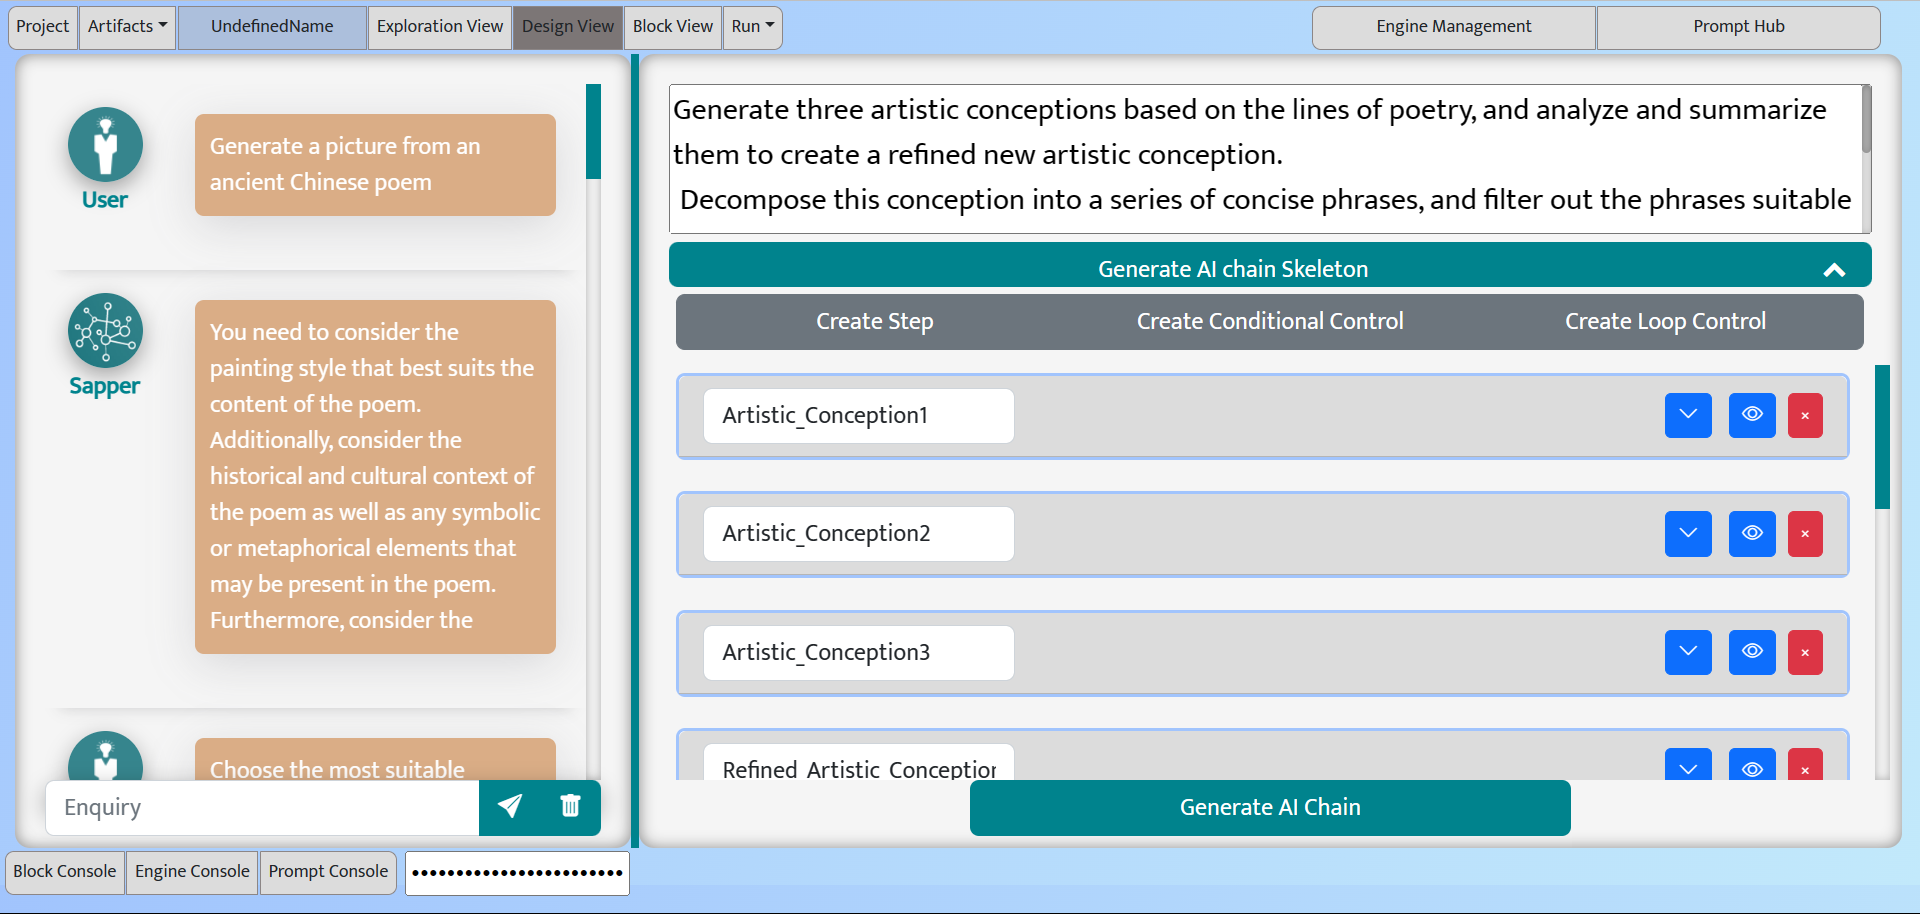 Project
Artifacts
UndefinedName
Exploration View
Design View
Block View
Run
Engine Management
Prompt Hub
User
Generate a picture from an
ancient Chinese poem
Sapper
You need to consider the
painting style that best suits the
content of the poem.
Additionally, consider the
historical and cultural context of
the poem as well as any symbolic
or metaphorical elements that
may be present in the poem.
Furthermore, consider the
Choose the most suitable
Enquiry
Generate three artistic conceptions based on the lines of poetry, and analyze and summarize
them to create a refined new artistic conception.
Decompose this conception into a series of concise phrases, and filter out the phrases suitable
Generate AI chain Skeleton
Create Step
Create Conditional Control
Create Loop Control
Artistic_Conception1
Artistic_Conception2
Artistic_Conception3
Refined_Artistic_Conception
Generate AI Chain
Block Console
Engine Console
Prompt Console